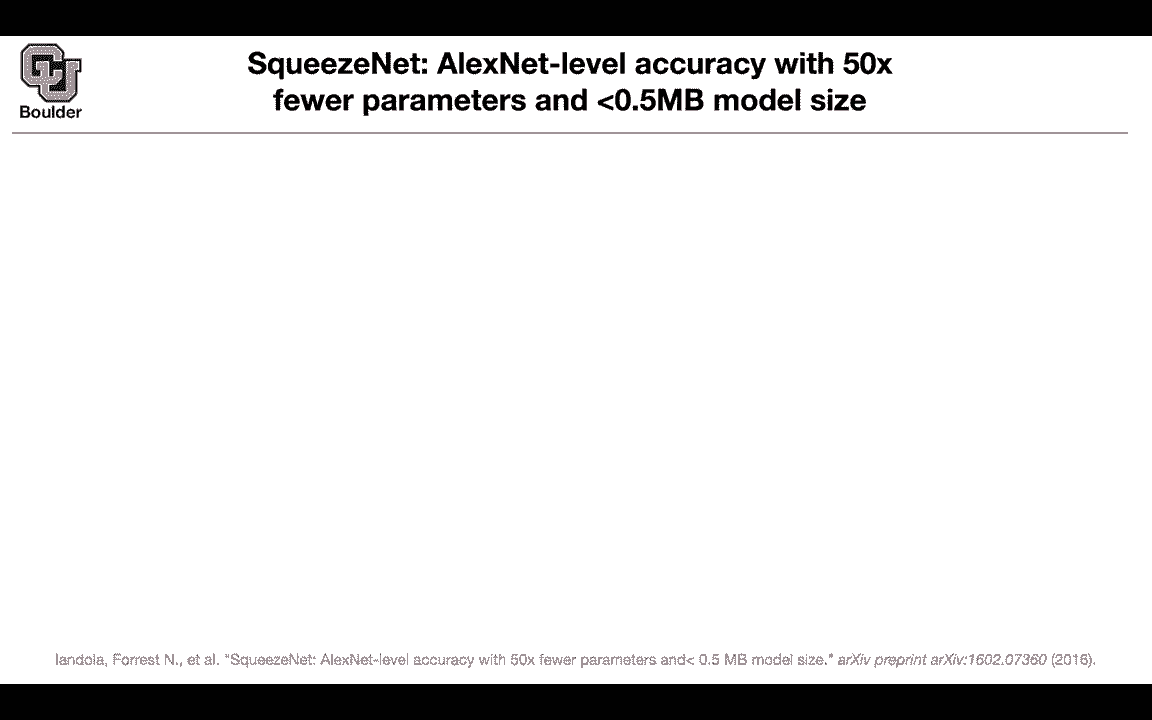 SqueezeNet: AlexNet-level accuracy with 50x
fewer parameters and <0.5MB model size
Boulder
Iandola, Forrest N., et al. "SqueezeNet: AlexNet-level accuracy with 50x fewer parameters and< 0.5 MB model size." arXiv preprint arXiv:1602.07360 (2016).